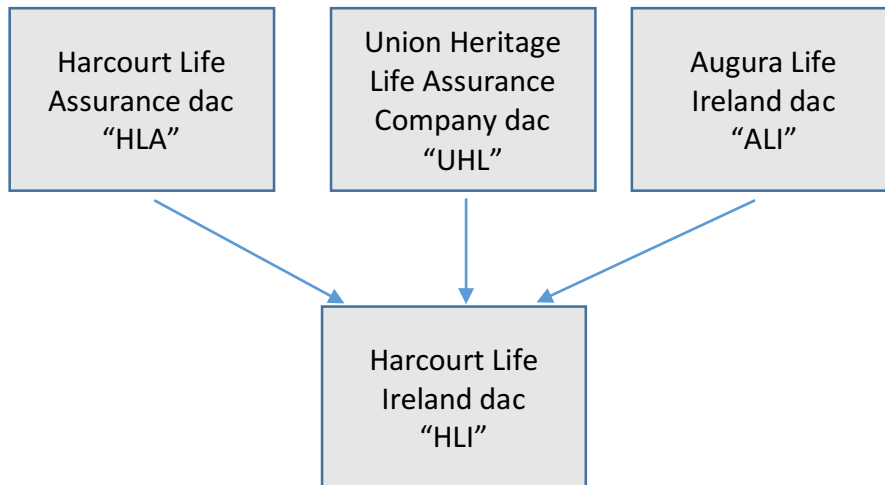 Harcourt Life
Assurance dac
“HLA”
Union Heritage
Life Assurance
Company dac
“UHL”
Augura Life
Ireland dac
“ALI”
Harcourt Life
Ireland dac
“HLI”